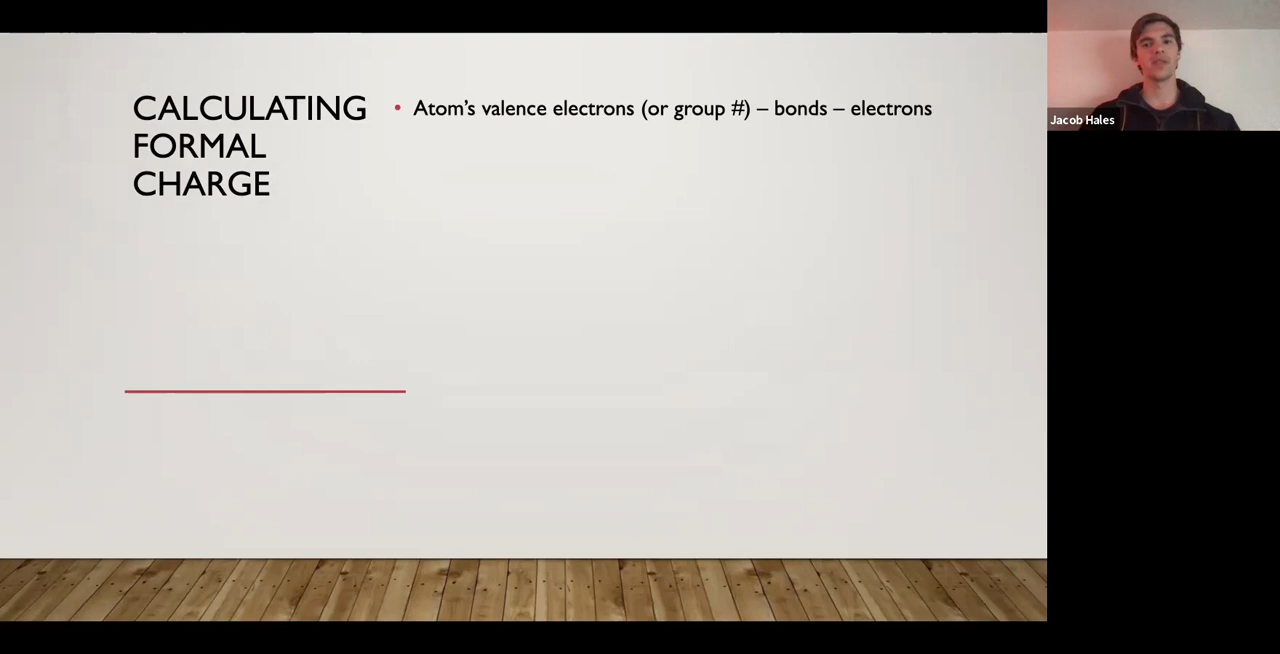 CALCULATING
FORMAL
CHARGE
• Atom’s valence electrons (or group #) – bonds – electrons
Jacob Hales